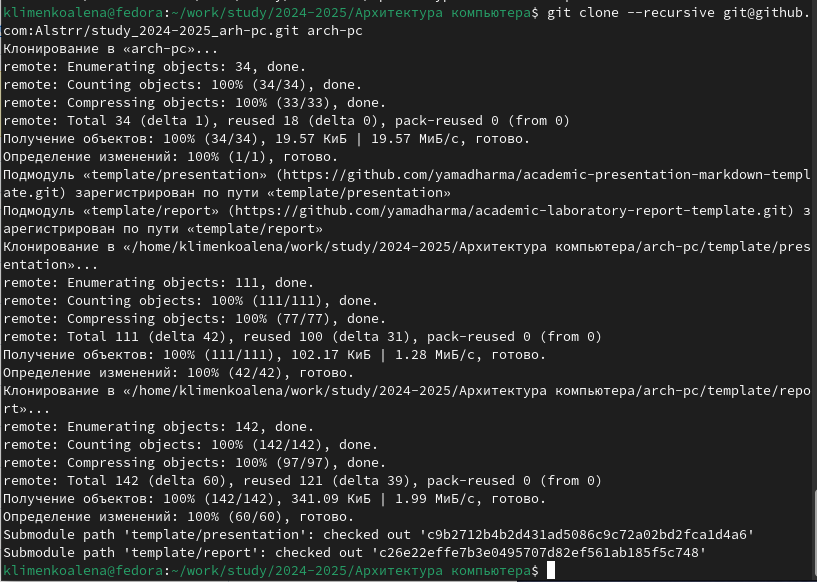 klimenkoalena@fedora:~/work/study/2024-2025/Архитектура компьютера$ git clone --recursive git@github.
com:Alstrr/study_2024-2025_arh-pc.git arch-pc
Клонирование в «arch-pc»...
remote: Enumerating objects: 34, done.
remote: Counting objects: 100% (34/34), done.
remote: Compressing objects: 100% (33/33), done.
remote: Total 34 (delta 1), reused 18 (delta 0), pack-reused 0 (from 0)
Получение объектов: 100% (34/34), 19.57 КиБ | 19.57 МиБ/с, готово.
Определение изменений: 100% (1/1), готово.
Подмодуль «template/presentation» (https://github.com/yamadharma/academic-presentation-markdown-templ
ate.git) зарегистрирован по пути «template/presentation»
Подмодуль «template/report» (https://github.com/yamadharma/academic-laboratory-report-template.git) з
арегистрирован по пути «template/report»
Клонирование в «/home/klimenkoalena/work/study/2024-2025/Архитектура компьютера/arch-pc/template/pres
entation»...
remote: Enumerating objects: 111, done.
remote: Counting objects: 100% (111/111), done.
remote: Compressing objects: 100% (77/77), done.
remote: Total 111 (delta 42), reused 100 (delta 31), pack-reused 0 (from 0)
Получение объектов: 100% (111/111), 102.17 КиБ | 1.28 МиБ/с, готово.
Определение изменений: 100% (42/42), готово.
Клонирование в «/home/klimenkoalena/work/study/2024-2025/Архитектура компьютера/arch-pc/template/repo
rt»...
remote: Enumerating objects: 142, done.
remote: Counting objects: 100% (142/142), done.
remote: Compressing objects: 100% (97/97), done.
remote: Total 142 (delta 60), reused 121 (delta 39), pack-reused 0 (from 0)
Получение объектов: 100% (142/142), 341.09 КиБ | 1.99 МиБ/с, готово.
Определение изменений: 100% (60/60), готово.
Submodule path 'template/presentation': checked out 'c9b2712b4b2d431ad5086c9c72a02bd2fca1d4a6'
Submodule path 'template/report': checked out 'c26e22effe7b3e0495707d82ef561ab185f5c748'
klimenkoalena@fedora:~/work/study/2024-2025/Архитектура компьютера$